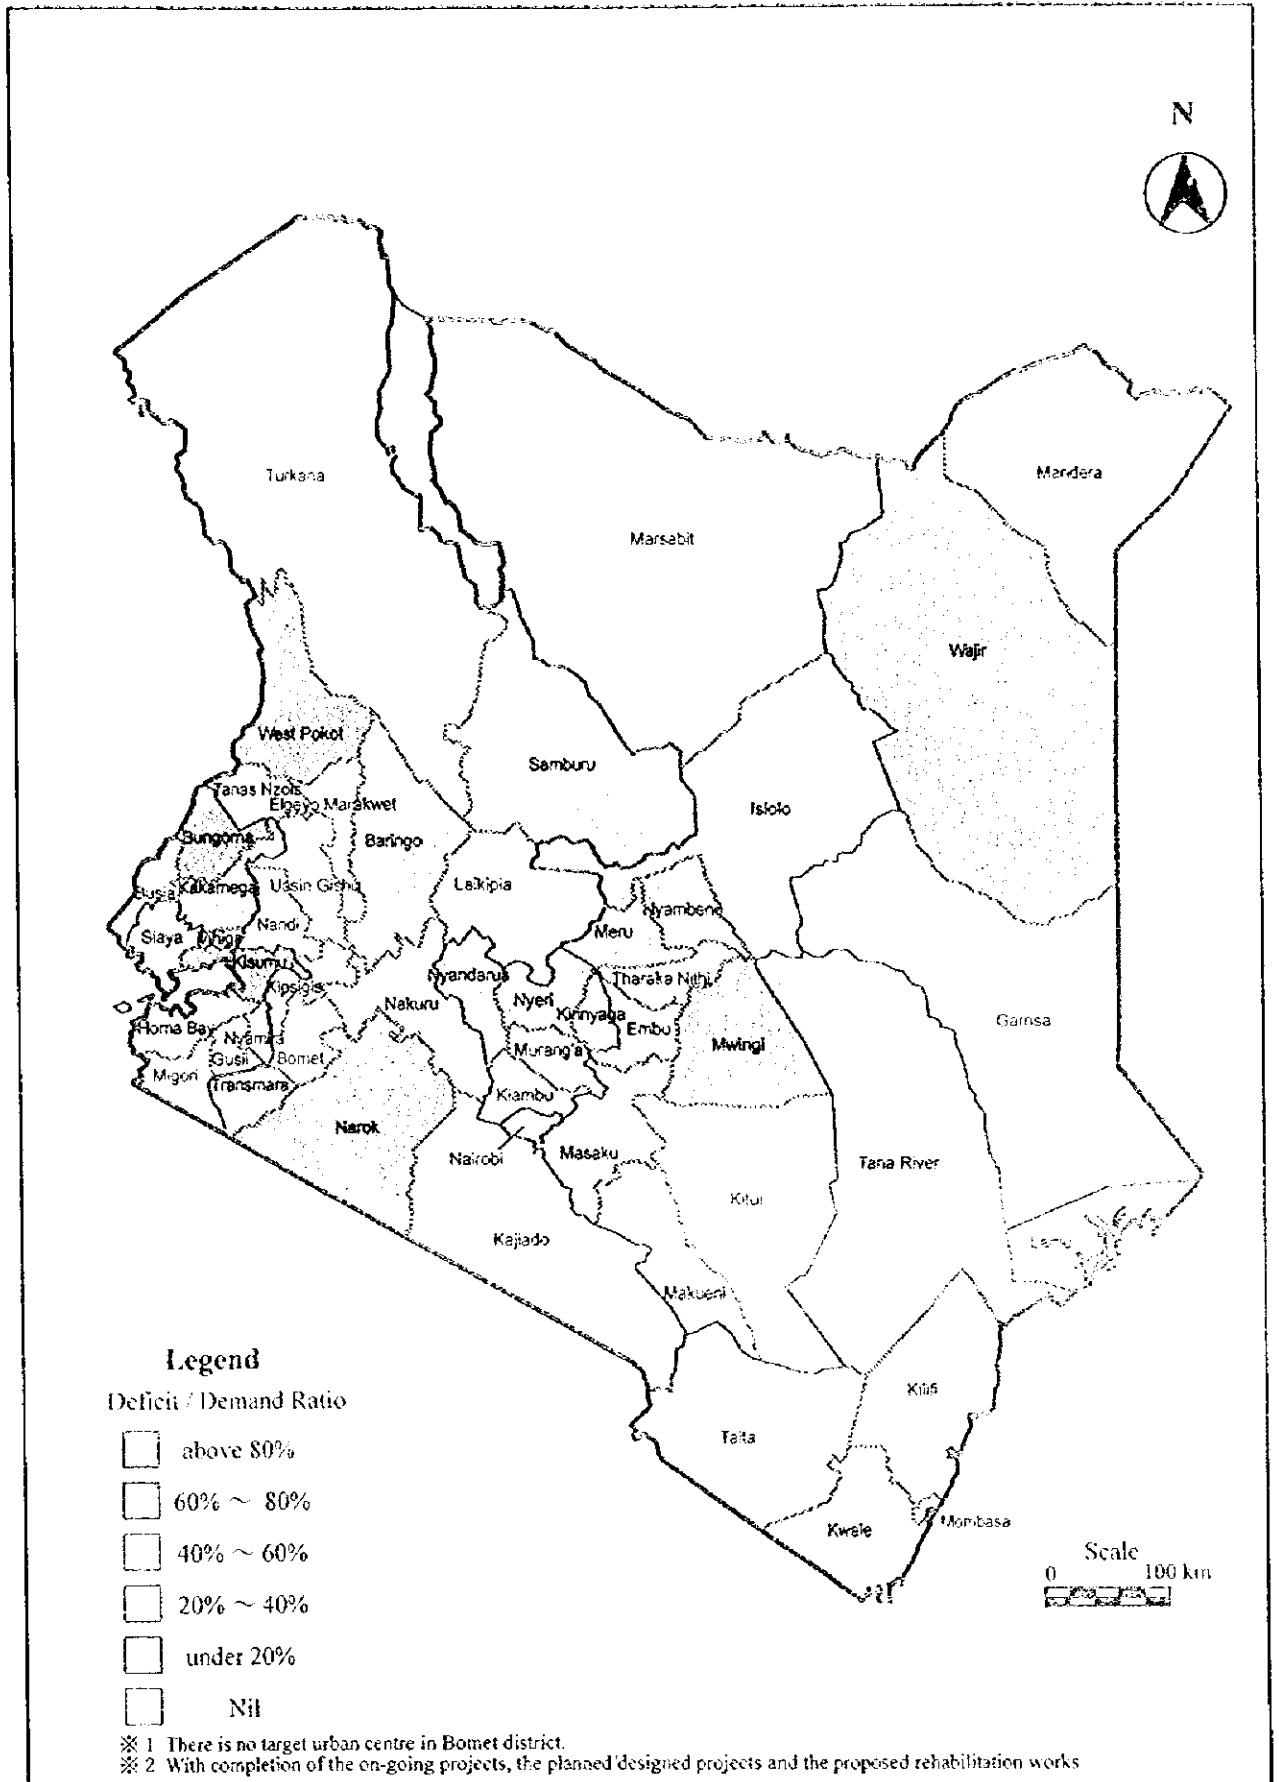 N
Turkana
Mandera
Marsabit
Wajir
West Pokot
Samburu
Tanas Nzois
Elgeyo Marakwet
Isiolo
Bungoma
Baringo
Busia
Kakamega
Uasin Gishu
Laikipia
Nyambene
Nandi
Meru
Siaya
Vihiga
Kisumu
Nyandarua
Tharaka Nithi
Kipsigis
Nakuru
Nyeri
Kirinyaga
Garissa
Homa Bay
Nyamira
Embu
Mwingi
Gusii
Bomet
Murang'a
Migori
Transmara
Kiambu
Narok
Nairobi
Masaku
Tana River
Kitui
Kajiado
Lamu
Makueni
Legend
Deficit / Demand Ratio
Kilifi
Taita
above 80%
60% ~ 80%
Kwale
Mombasa
40% ~ 60%
Scale
0 100 km
20% ~ 40%
under 20%
Nil
※ 1 There is no target urban centre in Bomet district.
※ 2 With completion of the on-going projects, the planned/designed projects and the proposed rehabilitation works